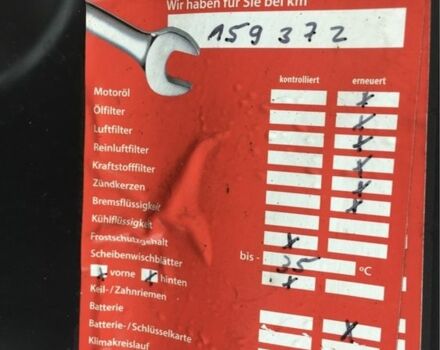 Wir haben für Sie bei km
159372
kontrolliert erneuert
Motoröl x
Ölfilter x
Luftfilter x
Reinluftfilter x
Kraftstofffilter x
Zündkerzen x
Bremsflüssigkeit
Kühlflüssigkeit x
Frostschutzgehalt bis - 35 °C
Scheibenwischblätter x
x vorne x hinten
Keil- / Zahnriemen
Batterie x
Batterie- / Schlüsselkarte
Klimakreislauf